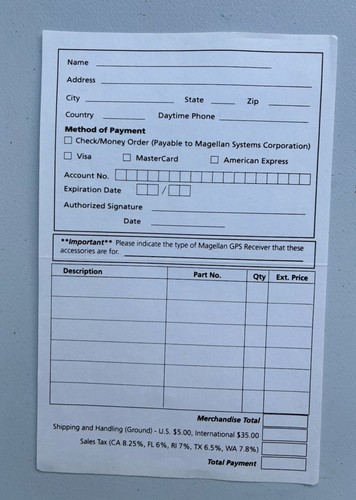 Name
Address
City State Zip
Country Daytime Phone
Method of Payment
Check/Money Order (Payable to Magellan Systems Corporation)
Visa MasterCard American Express
Account No.
Expiration Date /
Authorized Signature
Date
**Important** Please indicate the type of Magellan GPS Receiver that these
accessories are for.
Description Part No. Qty Ext. Price
Merchandise Total
Shipping and Handling (Ground) - U.S. $5.00, International $35.00
Sales Tax (CA 8.25%, FL 6%, RI 7%, TX 6.5%, WA 7.8%)
Total Payment